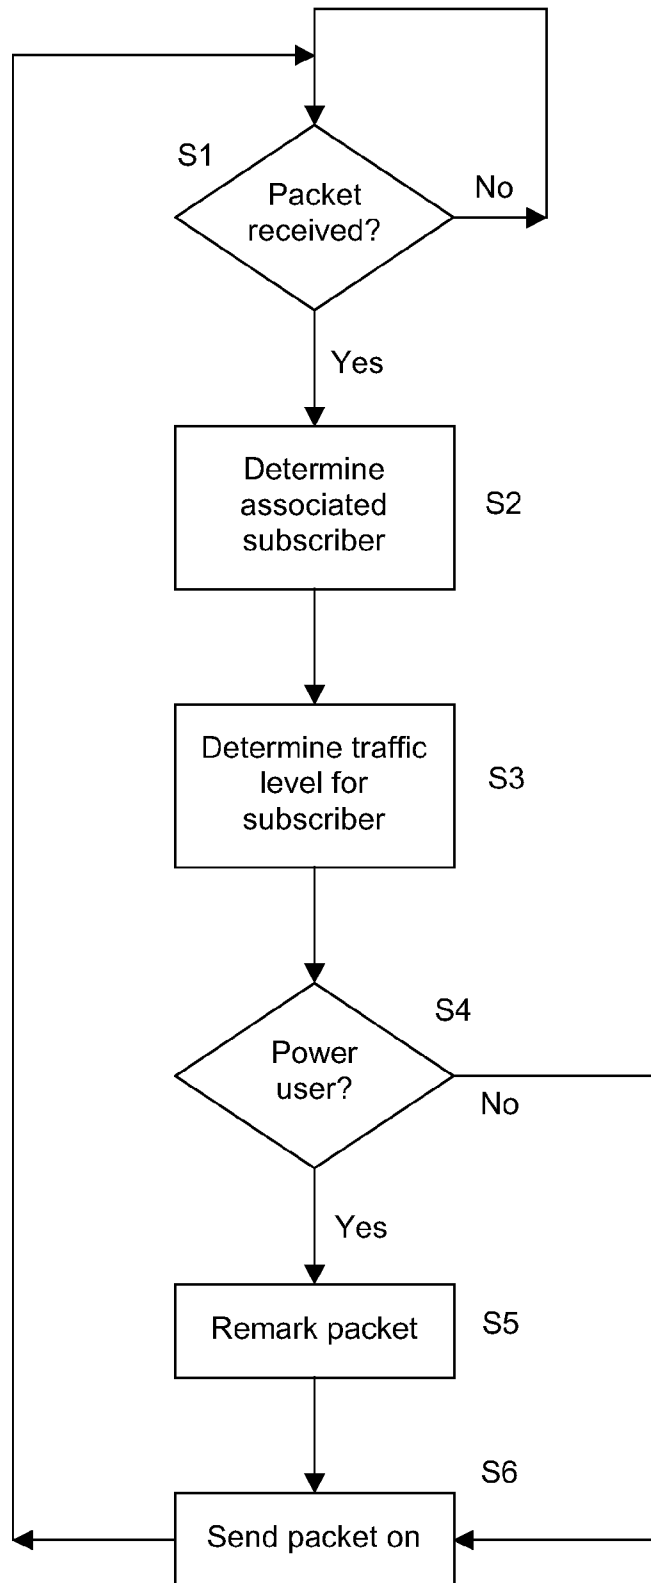 S1
Packet
received?
No
Yes
Determine
associated
subscriber
S2
Determine traffic
level for
subscriber
S3
S4
Power
user?
No
Yes
Remark packet
S5
S6
Send packet on